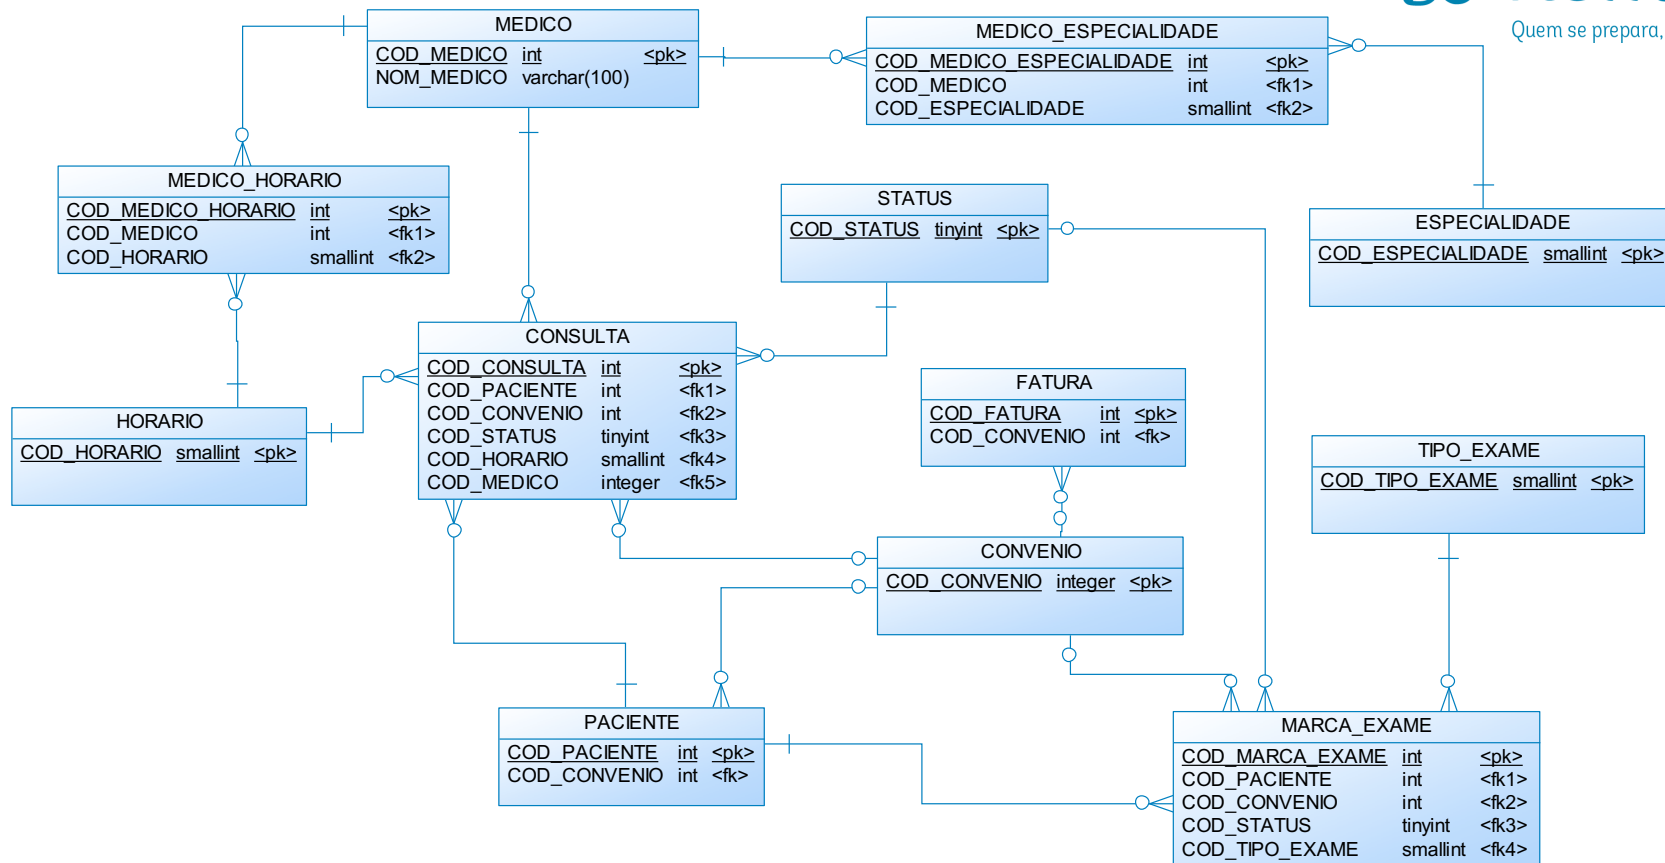 Quem se prepara,
MEDICO
COD_MEDICO int <pk>
NOM_MEDICO varchar(100)
MEDICO_ESPECIALIDADE
COD_MEDICO_ESPECIALIDADE int <pk>
COD_MEDICO int <fk1>
COD_ESPECIALIDADE smallint <fk2>
MEDICO_HORARIO
COD_MEDICO_HORARIO int <pk>
COD_MEDICO int <fk1>
COD_HORARIO smallint <fk2>
STATUS
COD_STATUS tinyint <pk>
ESPECIALIDADE
COD_ESPECIALIDADE smallint <pk>
CONSULTA
COD_CONSULTA int <pk>
COD_PACIENTE int <fk1>
COD_CONVENIO int <fk2>
COD_STATUS tinyint <fk3>
COD_HORARIO smallint <fk4>
COD_MEDICO integer <fk5>
FATURA
COD_FATURA int <pk>
COD_CONVENIO int <fk>
HORARIO
COD_HORARIO smallint <pk>
TIPO_EXAME
COD_TIPO_EXAME smallint <pk>
CONVENIO
COD_CONVENIO integer <pk>
PACIENTE
COD_PACIENTE int <pk>
COD_CONVENIO int <fk>
MARCA_EXAME
COD_MARCA_EXAME int <pk>
COD_PACIENTE int <fk1>
COD_CONVENIO int <fk2>
COD_STATUS tinyint <fk3>
COD_TIPO_EXAME smallint <fk4>